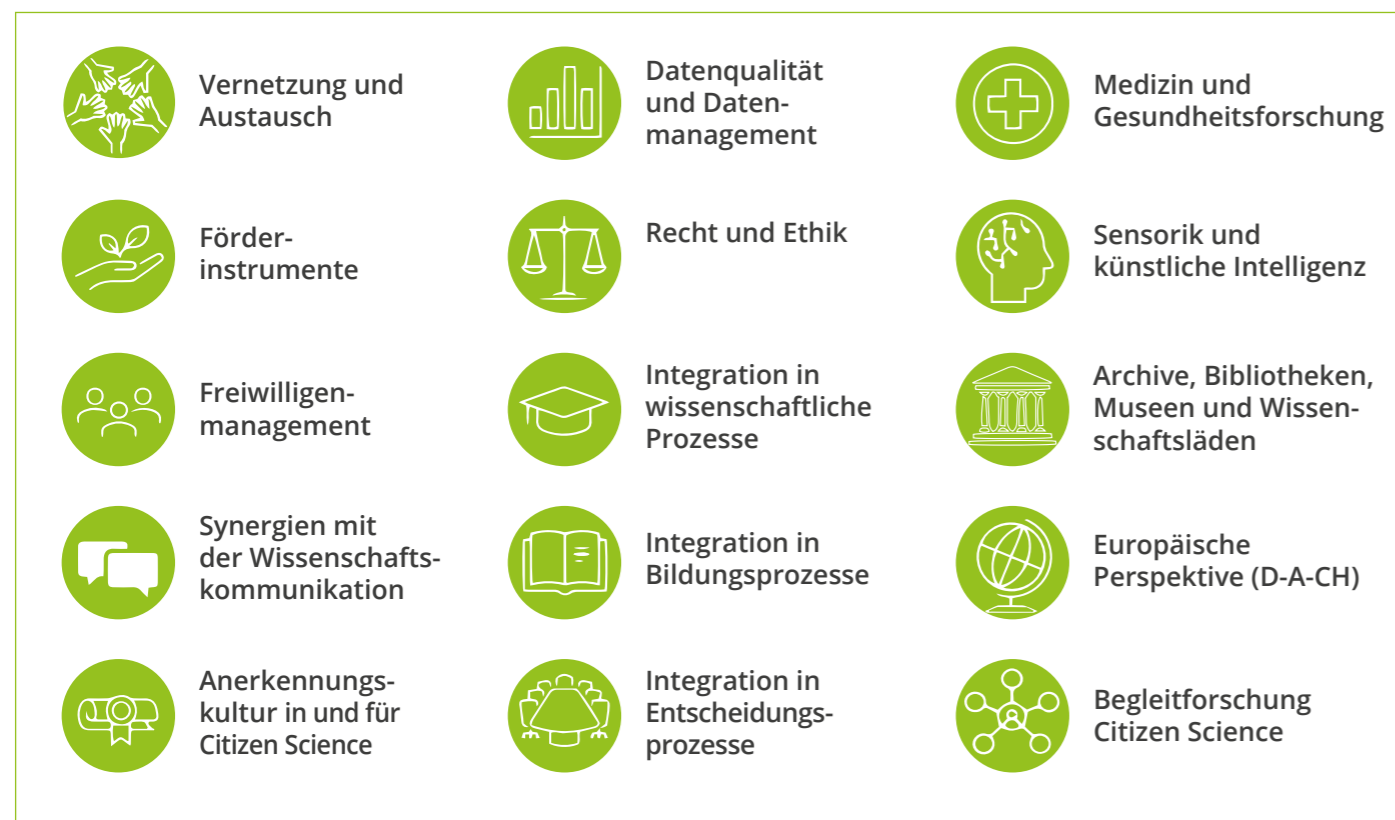 Vernetzung und
Austausch
Förder-
instrumente
Freiwilligen-
management
Synergien mit
der Wissenschafts-
kommunikation
Anerkennungs-
kultur in und für
Citizen Science
Datenqualität
und Daten-
management
Recht und Ethik
Integration in
wissenschaftliche
Prozesse
Integration in
Bildungsprozesse
Integration in
Entscheidungs-
prozesse
Medizin und
Gesundheitsforschung
Sensorik und
künstliche Intelligenz
Archive, Bibliotheken,
Museen und Wissen-
schaftsläden
Europäische
Perspektive (D-A-CH)
Begleitforschung
Citizen Science